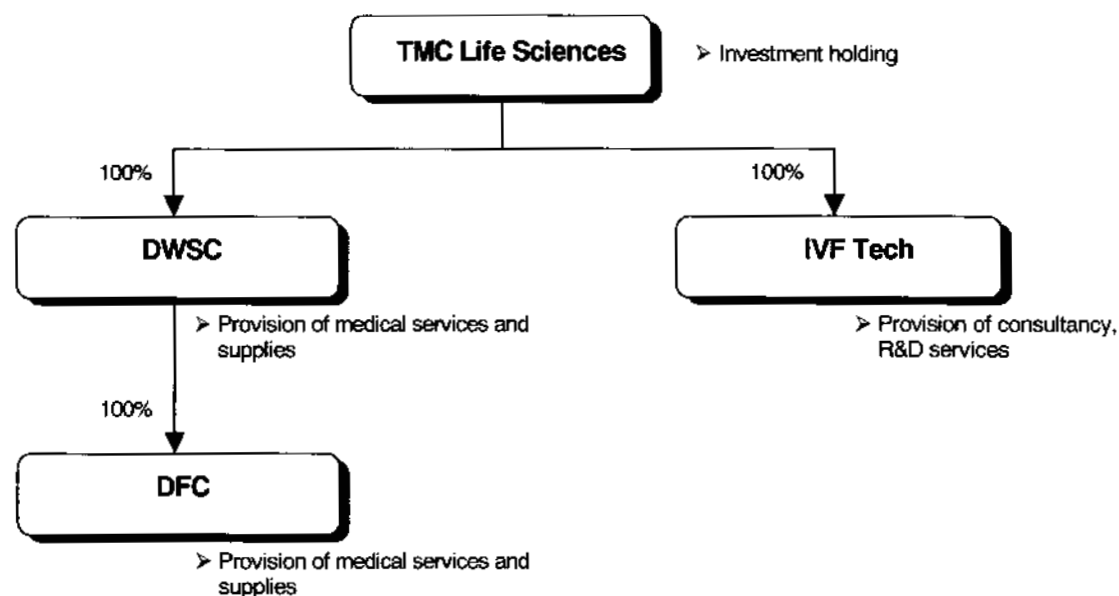 TMC Life Sciences
➢ Investment holding
100%
100%
DWSC
IVF Tech
➢ Provision of medical services and
supplies
➢ Provision of consultancy,
R&D services
100%
DFC
➢ Provision of medical services and
supplies